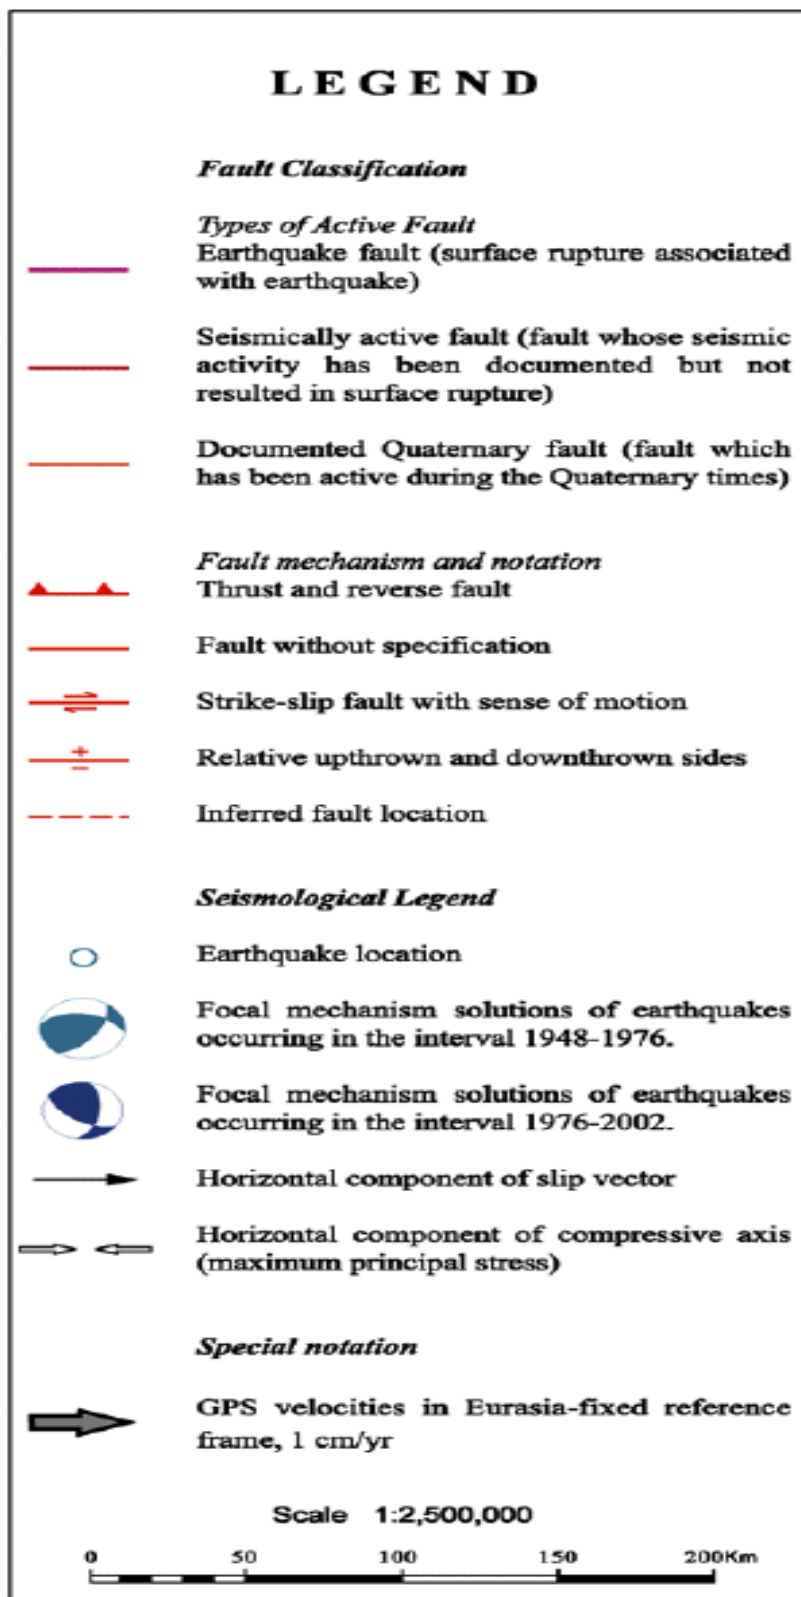 LEGEND
Fault Classification
Types of Active Fault
Earthquake fault (surface rupture associated
with earthquake)
Seismically active fault (fault whose seismic
activity has been documented but not
resulted in surface rupture)
Documented Quaternary fault (fault which
has been active during the Quaternary times)
Fault mechanism and notation
Thrust and reverse fault
Fault without specification
Strike-slip fault with sense of motion
+
−
Relative upthrown and downthrown sides
Inferred fault location
Seismological Legend
Earthquake location
Focal mechanism solutions of earthquakes
occurring in the interval 1948-1976.
Focal mechanism solutions of earthquakes
occurring in the interval 1976-2002.
Horizontal component of slip vector
Horizontal component of compressive axis
(maximum principal stress)
Special notation
GPS velocities in Eurasia-fixed reference
frame, 1 cm/yr
Scale 1:2,500,000
0 50 100 150 200Km